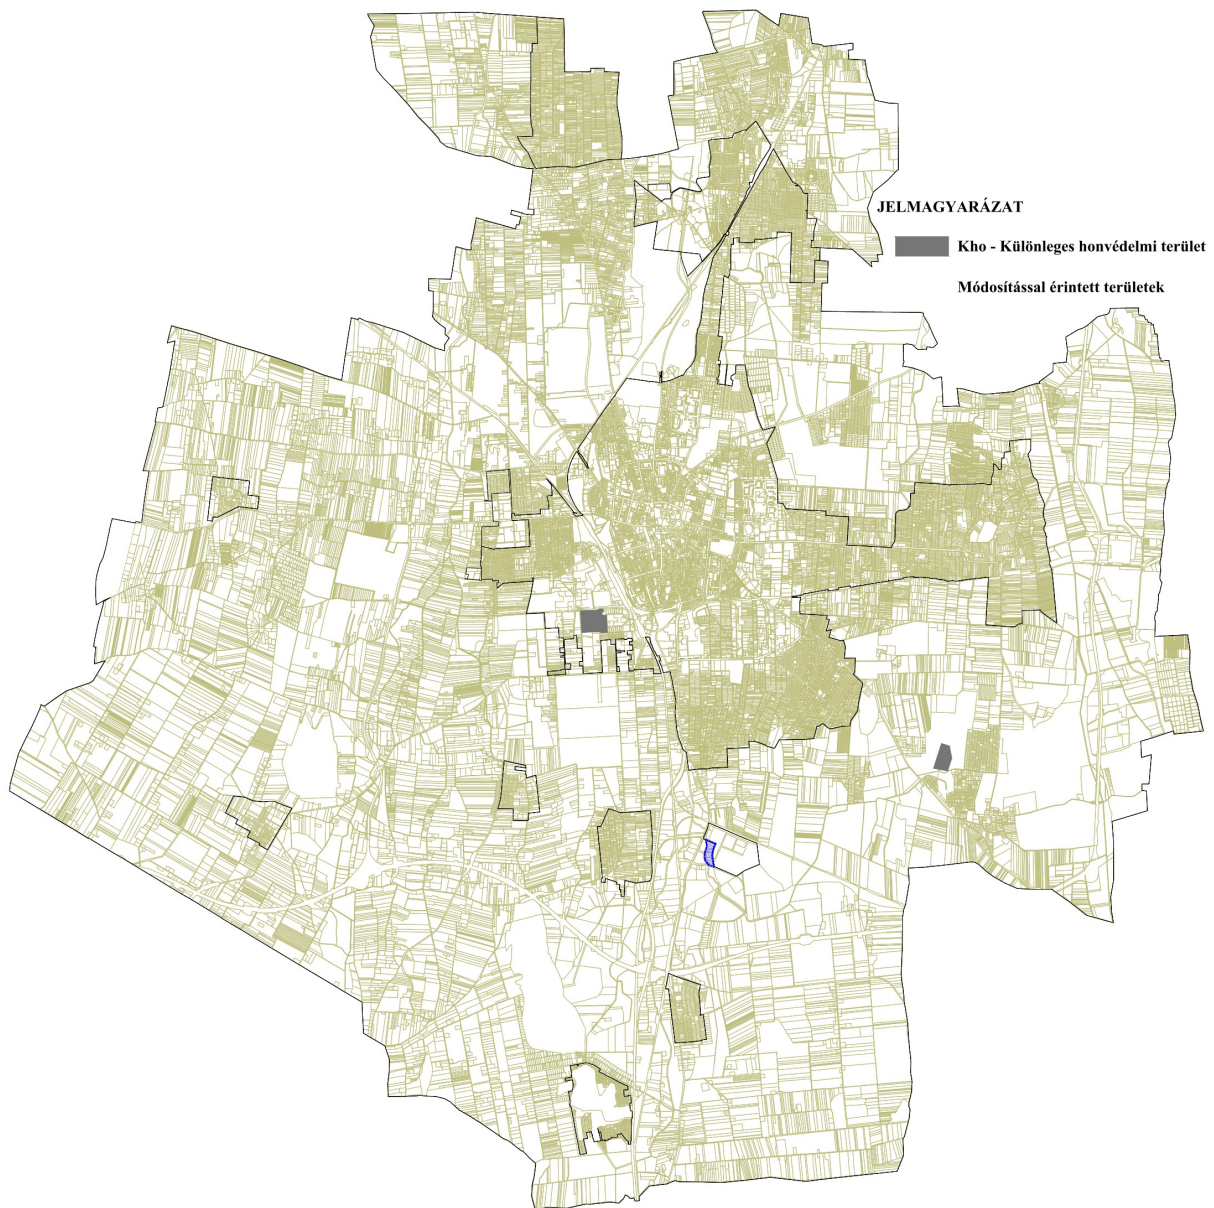 JELMAGYARÁZAT
Kho - Különleges honvédelmi terület
Módosítással érintett területek